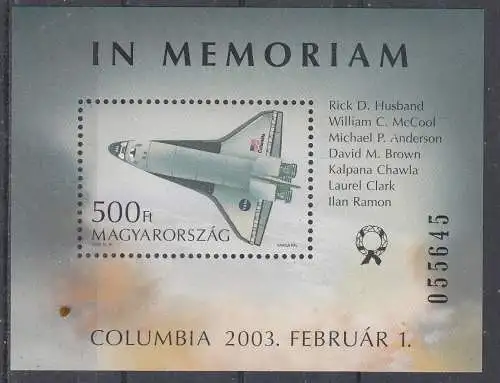 IN MEMORIAM
Rick D. Husband
William C. McCool
Michael P. Anderson
David M. Brown
Kalpana Chawla
Laurel Clark
Ilan Ramon
500Ft
MAGYARORSZÁG
055645
COLUMBIA 2003. FEBRUÁR 1.